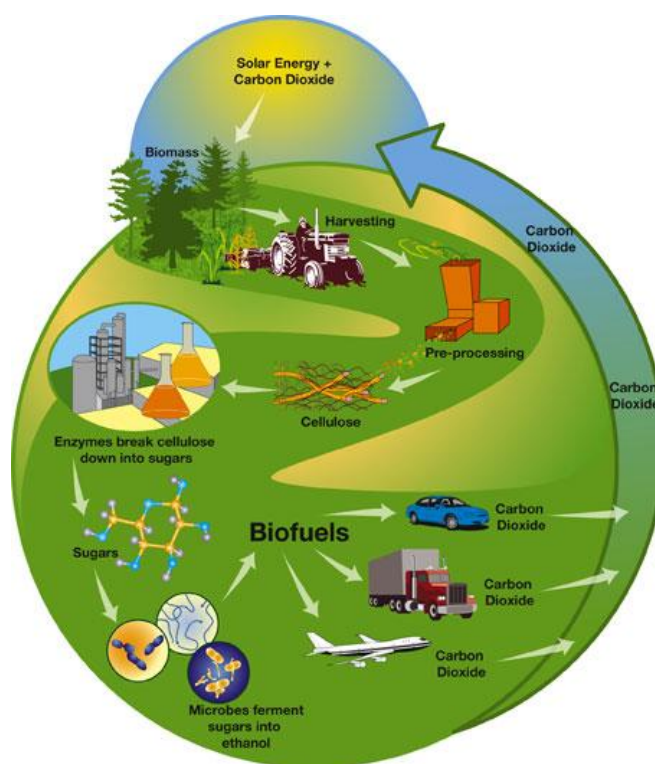 Solar Energy +
Carbon Dioxide
Biomass
Harvesting
Carbon
Dioxide
Pre-processing
Carbon
Dioxide
Cellulose
Enzymes break cellulose
down into sugars
Sugars
Biofuels
Carbon
Dioxide
Carbon
Dioxide
Carbon
Dioxide
Microbes ferment
sugars into
ethanol